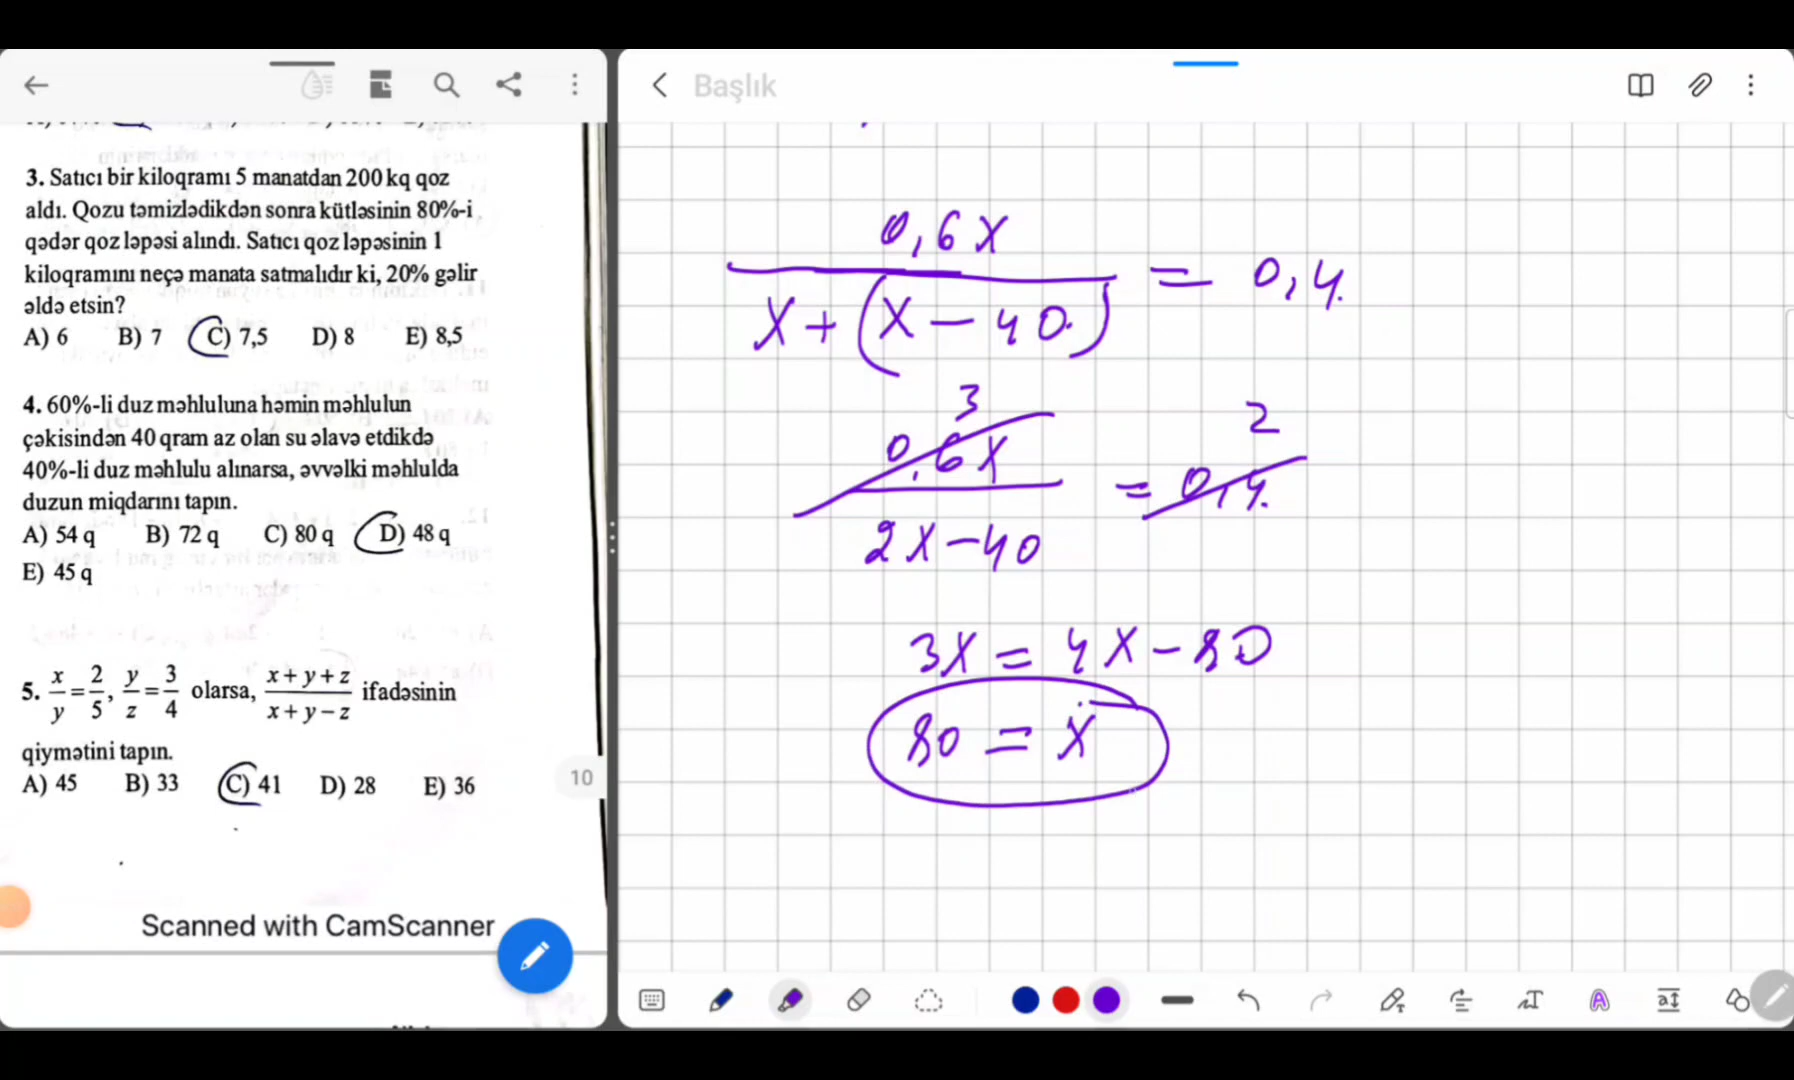 Başlık
3. Satıcı bir kiloqramı 5 manatdan 200 kq qoz
aldı. Qozu təmizlədikdən sonra kütləsinin 80%-i
qədər qoz ləpəsi alındı. Satıcı qoz ləpəsinin 1
kiloqramını neçə manata satmalıdır ki, 20% gəlir
əldə etsin?
A) 6 B) 7 C) 7,5 D) 8 E) 8,5
4. 60%-li duz məhluluna həmin məhlulun
çəkisindən 40 qram az olan su əlavə etdikdə
40%-li duz məhlulu alınarsa, əvvəlki məhlulda
duzun miqdarını tapın.
A) 54 q B) 72 q C) 80 q D) 48 q
E) 45 q
5. x/y = 2/5, y/z = 3/4 olarsa, x+y+z/x+y−z ifadəsinin
qiymətini tapın.
A) 45 B) 33 C) 41 D) 28 E) 36
10
Scanned with CamScanner
0,6x
x+(x−40) = 0,4
3 2
0,6x = 0,4
2x−40
3x = 4x−80
80 = x